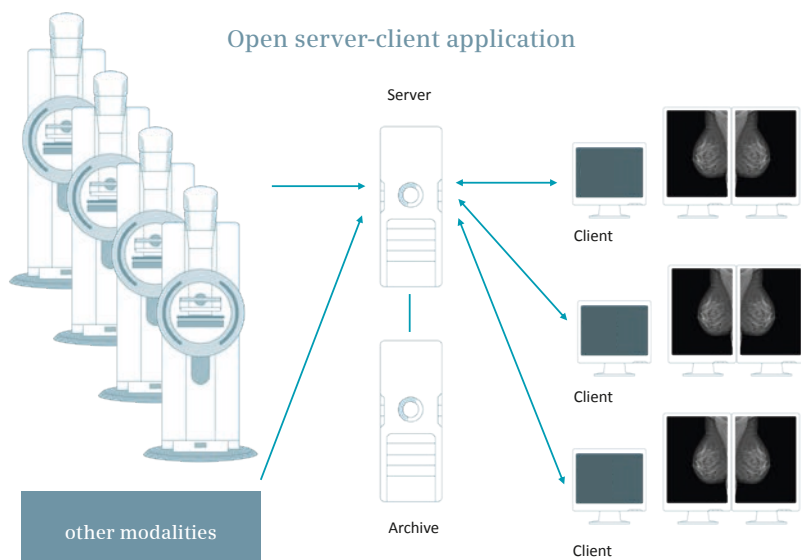 Open server-client application
Server
Client
Client
other modalities
Archive
Client